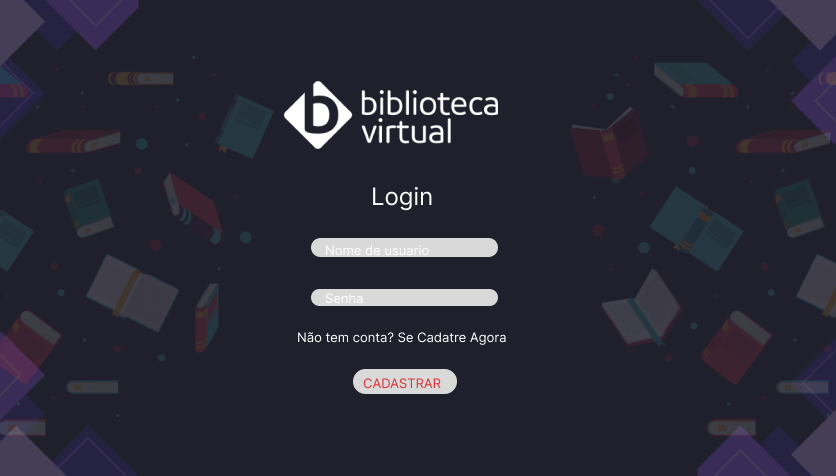 biblioteca
virtual
Login
Nome de usuario
Senha
Não tem conta? Se Cadatre Agora
CADASTRAR